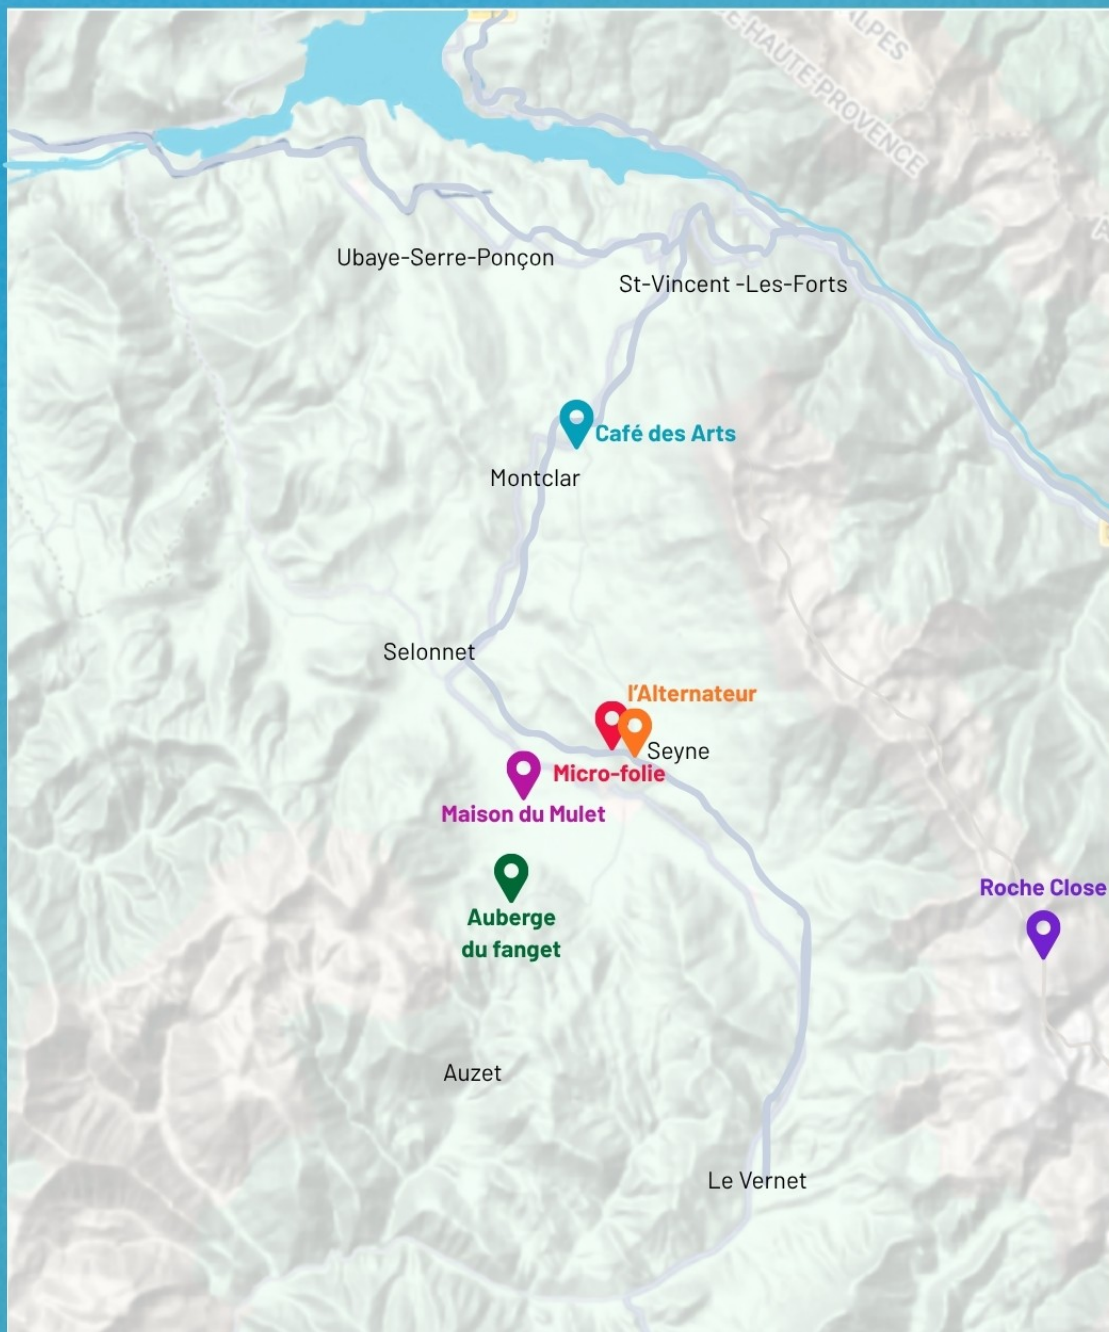 ALPES
E-HAUTE-PROVENCE
Ubaye-Serre-Ponçon
St-Vincent -Les-Forts
Café des Arts
Montclar
Selonnet
l’Alternateur
Seyne
Micro-folie
Maison du Mulet
Roche Close
Auberge
du fanget
Auzet
Le Vernet